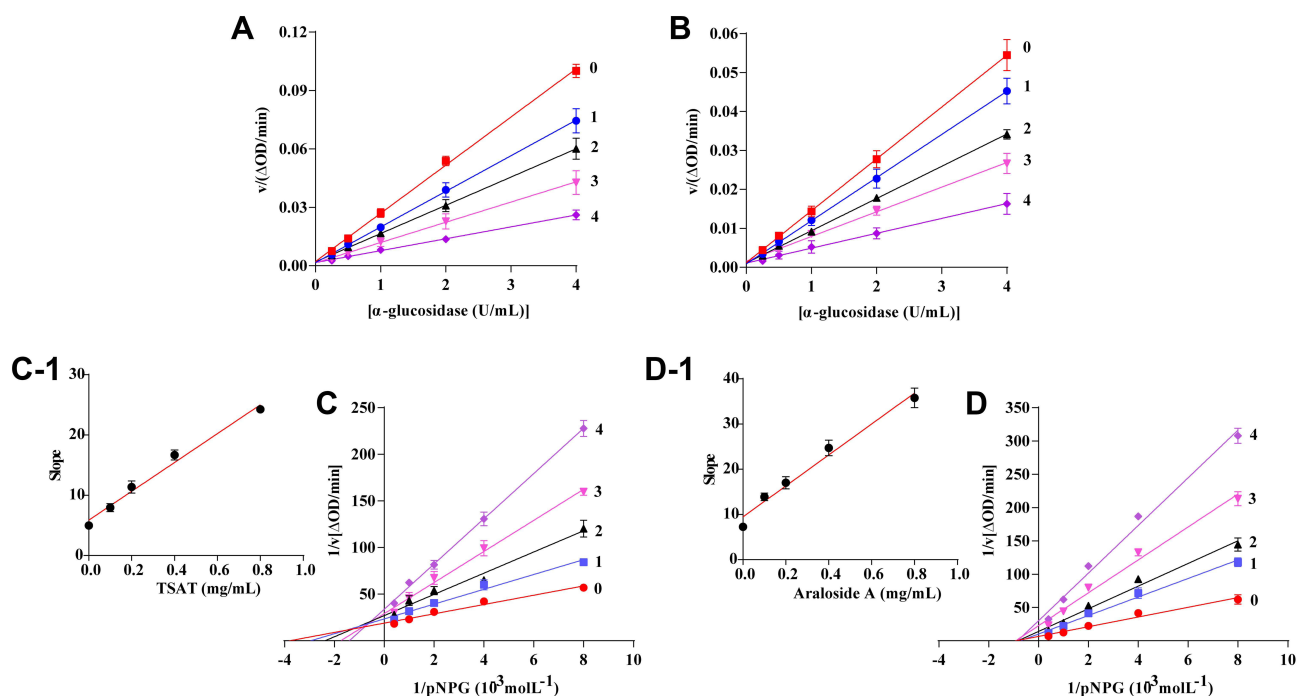 A
0.12
0.09
0.06
0.03
0.00
v/(ΔOD/min)
0 1 2 3 4
[α-glucosidase (U/mL)]
0
1
2
3
4
B
0.06
0.05
0.04
0.03
0.02
0.01
0.00
v/(ΔOD/min)
0 1 2 3 4
[α-glucosidase (U/mL)]
0
1
2
3
4
C-1
30
20
10
0
Slope
0.0 0.2 0.4 0.6 0.8 1.0
TSAT (mg/mL)
C
250
200
150
100
50
1/v[ΔOD/min]
-4 -2 0 2 4 6 8 10
1/pNPG (10³molL⁻¹)
4
3
2
1
0
D-1
40
30
20
10
0
Slope
0.0 0.2 0.4 0.6 0.8 1.0
Araloside A (mg/mL)
D
350
300
250
200
150
100
50
1/v[ΔOD/min]
-4 -2 0 2 4 6 8 10
1/pNPG (10³molL⁻¹)
4
3
2
1
0